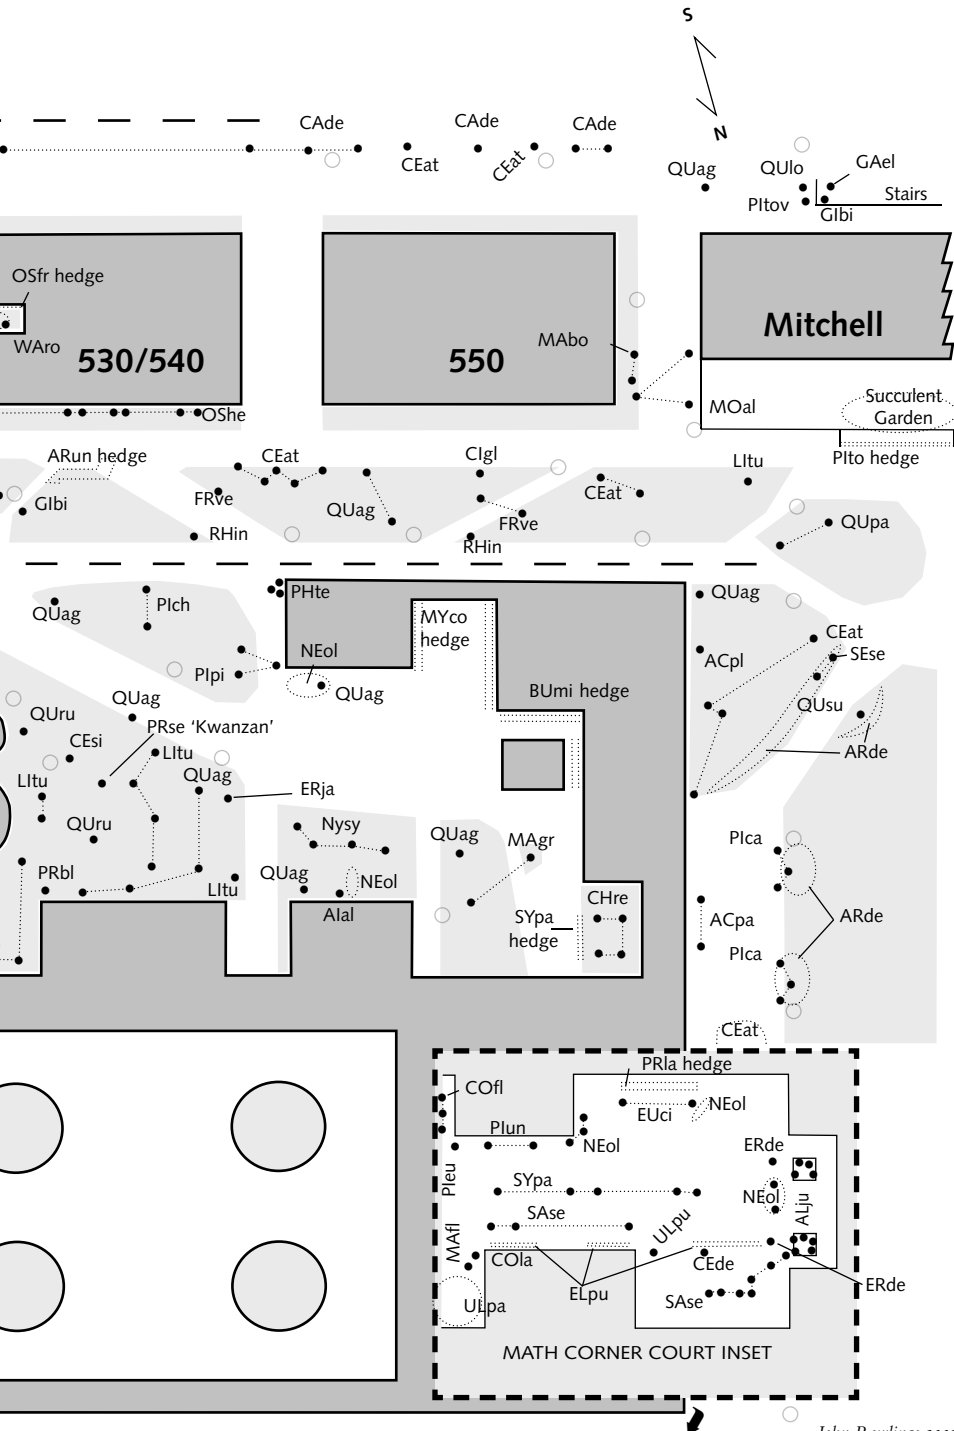 S
N
CAde
CAde
CAde
CEat
CEat
QUag
QUlo
GAel
PItov
GIbi
Stairs
OSfr hedge
WAro
530/540
550
MAbo
Mitchell
OShe
MOal
Succulent
Garden
PIto hedge
ARun hedge
CEat
CIgl
LItu
GIbi
FRve
QUag
CEat
FRve
QUpa
RHin
RHin
QUag
PIch
PHte
MYco
hedge
QUag
CEat
NEol
ACpl
SEse
PIpi
QUag
BUmi hedge
QUsu
QUag
QUru
PRse ‘Kwanzan’
CEsi
LItu
ARde
LItu
QUag
ERja
QUru
Nysy
QUag
MAgr
PIca
PRbl
LItu
QUag
NEol
AIal
CHre
SYpa
hedge
ACpa
ARde
PIca
CEat
PRla hedge
COfl
EUci
NEol
PIun
NEol
ERde
PIeu
SYpa
NEol
ALju
SAse
ULpu
MAfl
COla
CEde
ELpu
SAse
ERde
ULpa
MATH CORNER COURT INSET